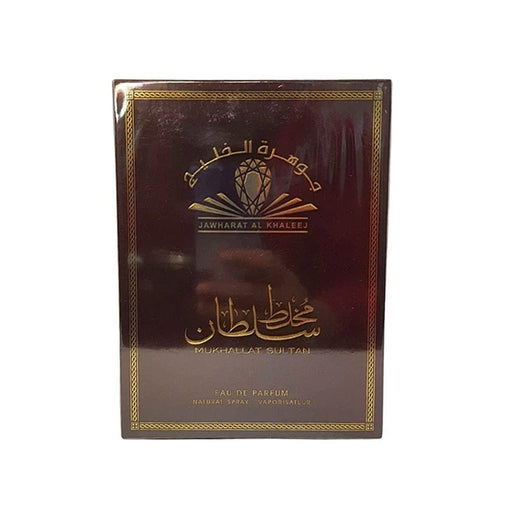 جوهرة الخليج
JAWHARAT AL KHALEEJ
مخلط
سلطان
MUKHALLAT SULTAN
EAU DE PARFUM
NATURAL SPRAY VAPORISATEUR